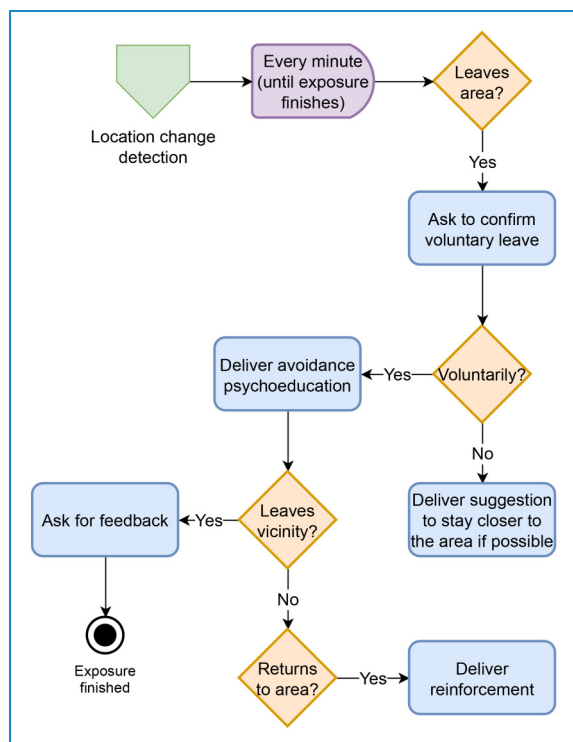 Every minute
(until exposure
finishes)
Leaves
area?
Location change
detection
Yes
Ask to confirm
voluntary leave
Deliver avoidance
psychoeducation
Yes
Voluntarily?
No
Ask for feedback
Yes
Leaves
vicinity?
Deliver suggestion
to stay closer to
the area if possible
No
Exposure
finished
Returns
to area?
Yes
Deliver
reinforcement